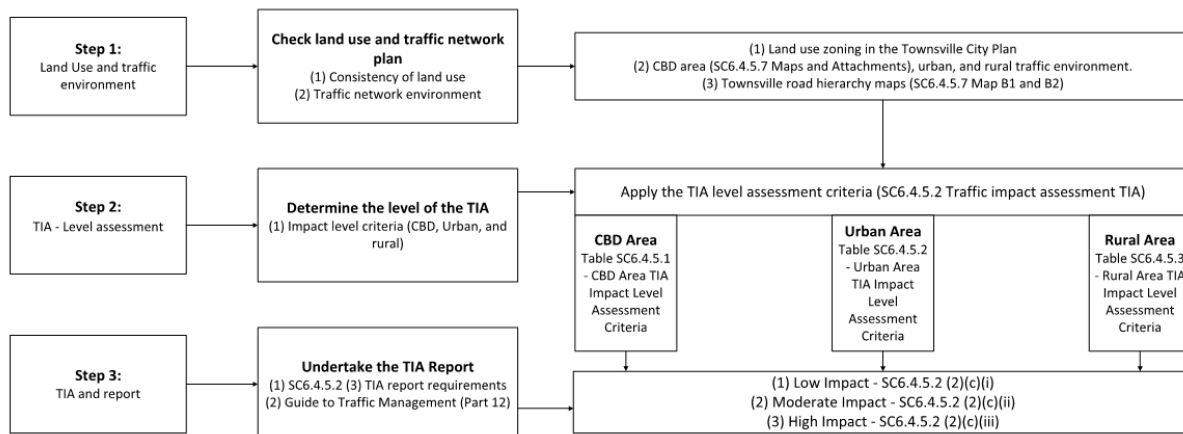 Step 1:
Land Use and traffic
environment
Check land use and traffic network
plan
(1) Consistency of land use
(2) Traffic network environment
(1) Land use zoning in the Townsville City Plan
(2) CBD area (SC6.4.5.7 Maps and Attachments), urban, and rural traffic environment.
(3) Townsville road hierarchy maps (SC6.4.5.7 Map B1 and B2)
Step 2:
TIA - Level assessment
Determine the level of the TIA
(1) Impact level criteria (CBD, Urban, and
rural)
Apply the TIA level assessment criteria (SC6.4.5.2 Traffic impact assessment TIA)
CBD Area
Table SC6.4.5.1
- CBD Area TIA
Impact Level
Assessment
Criteria
Urban Area
Table SC6.4.5.2
- Urban Area
TIA Impact
Level
Assessment
Criteria
Rural Area
Table SC6.4.5.3
- Rural Area TIA
Impact Level
Assessment
Criteria
Step 3:
TIA and report
Undertake the TIA Report
(1) SC6.4.5.2 (3) TIA report requirements
(2) Guide to Traffic Management (Part 12)
(1) Low Impact - SC6.4.5.2 (2)(c)(i)
(2) Moderate Impact - SC6.4.5.2 (2)(c)(ii)
(3) High Impact - SC6.4.5.2 (2)(c)(iii)